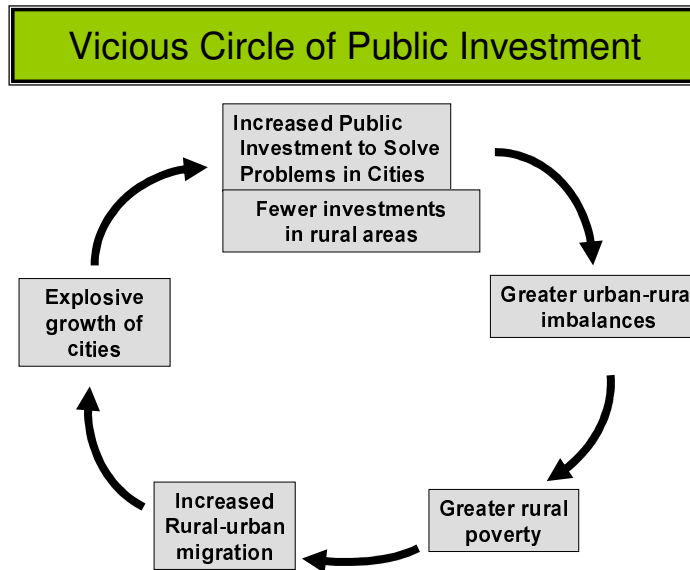 Vicious Circle of Public Investment
Increased Public
Investment to Solve
Problems in Cities
Fewer investments
in rural areas
Greater urban-rural
imbalances
Greater rural
poverty
Increased
Rural-urban
migration
Explosive
growth of
cities